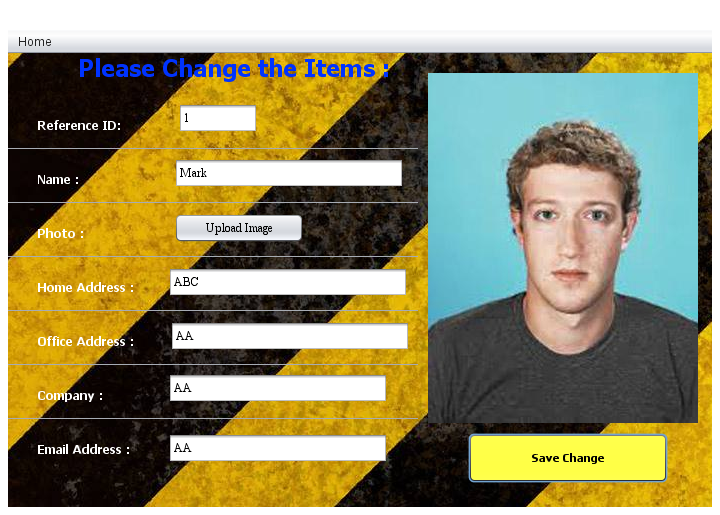 Home
Please Change the Items :
Reference ID: 1
Name : Mark
Photo : Upload Image
Home Address : ABC
Office Address : AA
Company : AA
Email Address : AA
Save Change